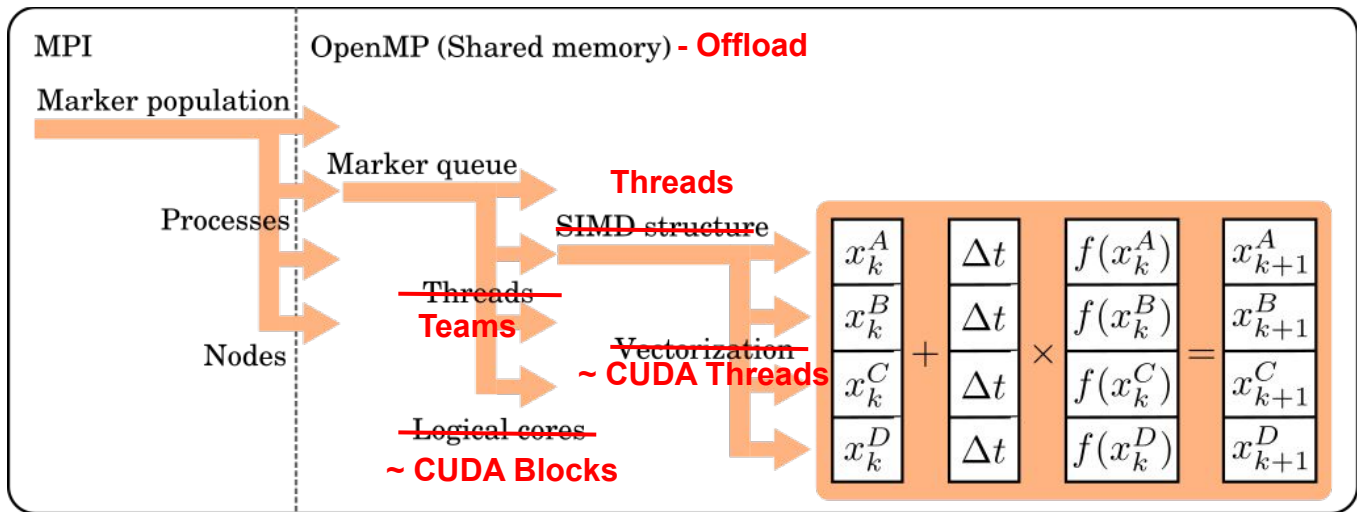 MPI
OpenMP (Shared memory) - Offload
Marker population
Marker queue
Threads
Processes
SIMD structure
Threads
Teams
Nodes
Vectorization
~ CUDA Threads
Logical cores
~ CUDA Blocks
x_k^A Δt f(x_k^A) x_{k+1}^A
x_k^B Δt f(x_k^B) x_{k+1}^B
+ × =
x_k^C Δt f(x_k^C) x_{k+1}^C
x_k^D Δt f(x_k^D) x_{k+1}^D